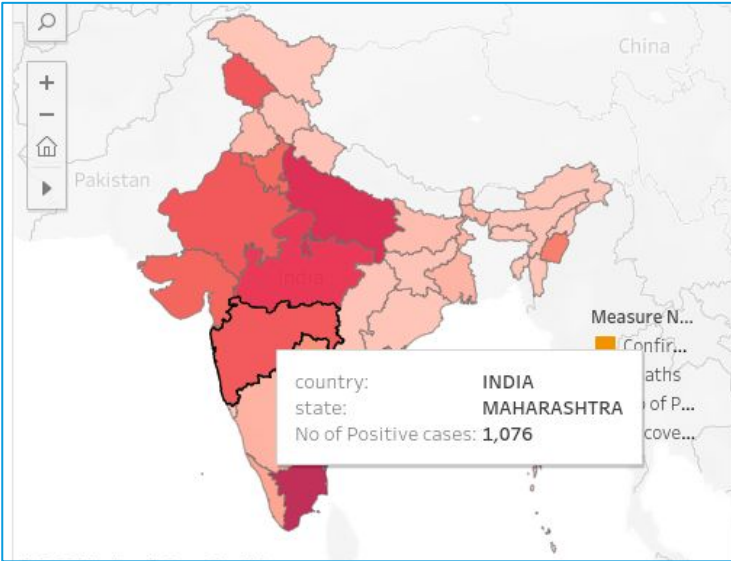 China
Pakistan
India
Measure N...
Confir...
aths
country: INDIA
o of P...
state: MAHARASHTRA
cove...
No of Positive cases: 1,076